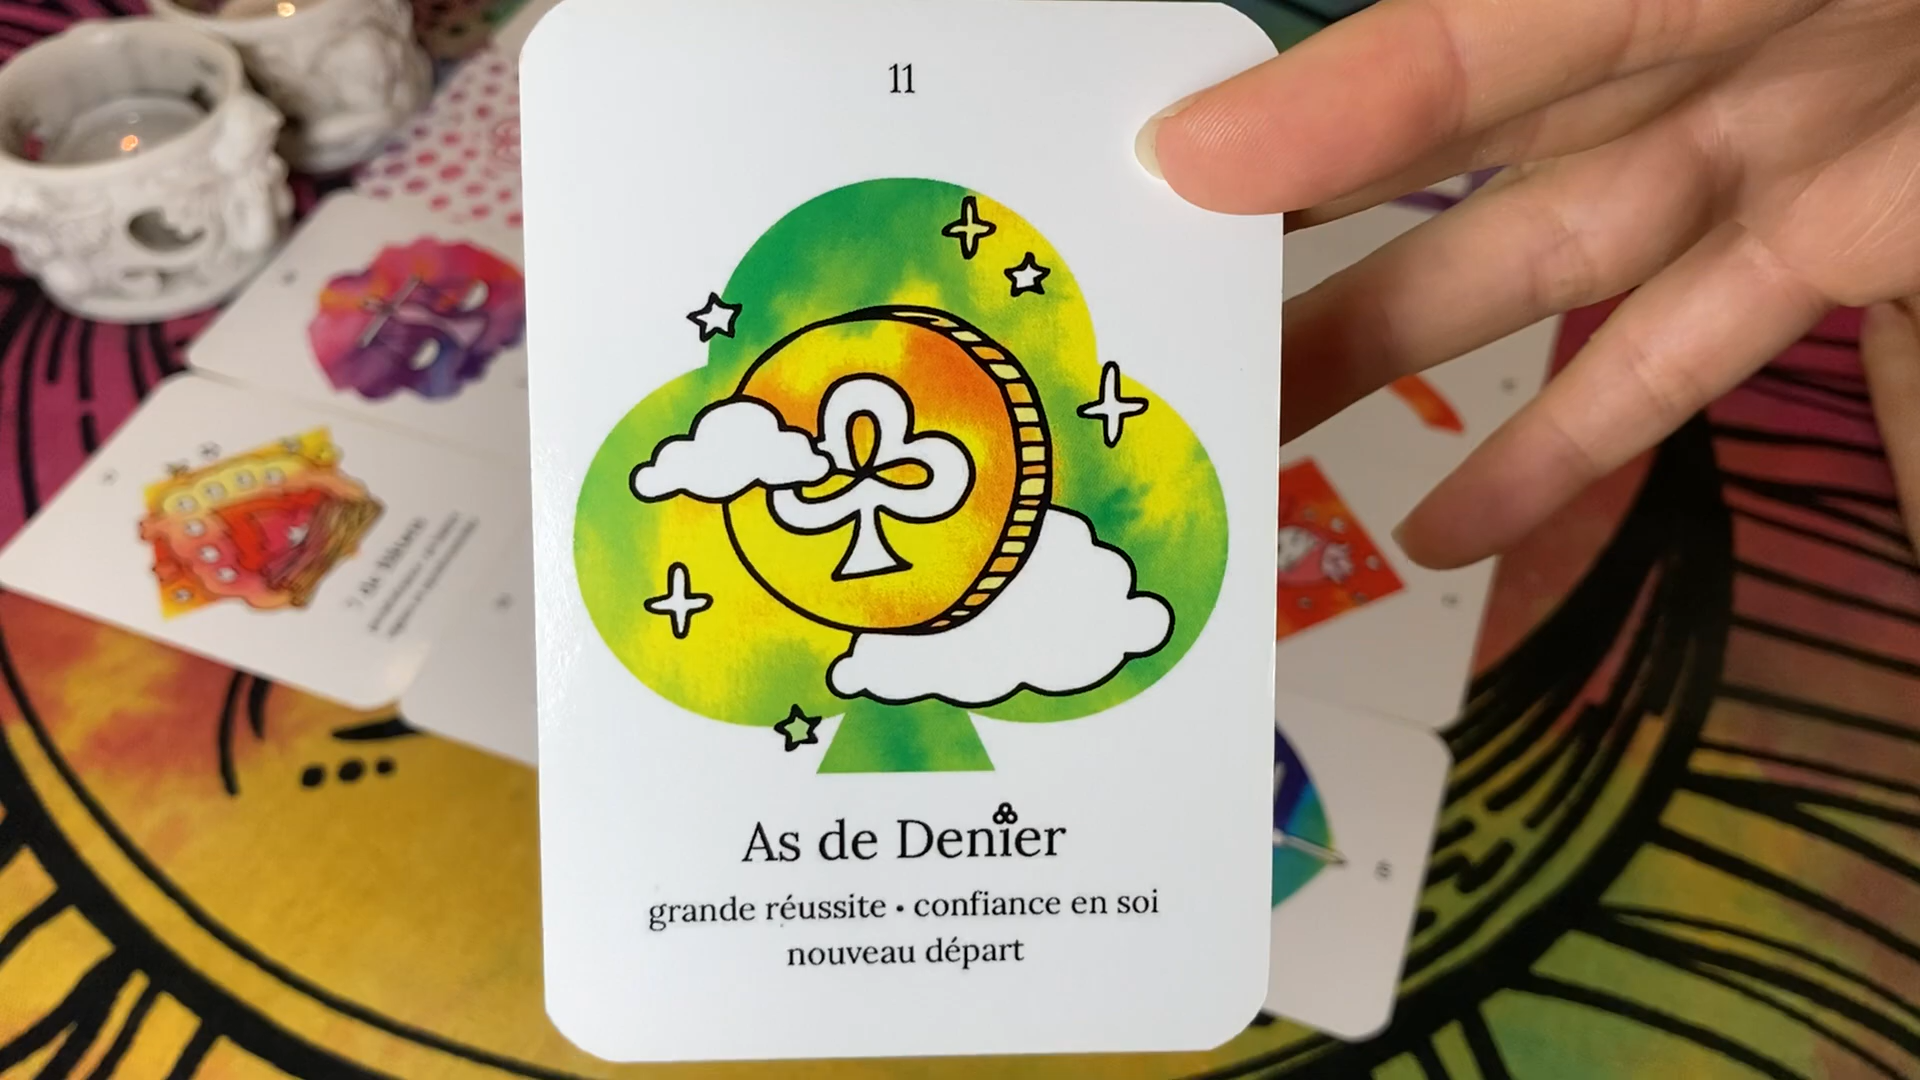 11
As de Denier
grande réussite • confiance en soi
nouveau départ